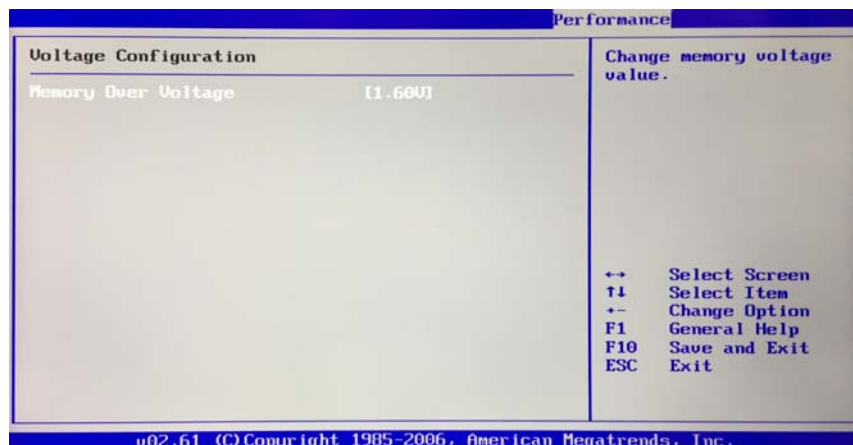 Performance
Voltage Configuration
Memory Over Voltage [1.60V]
Change memory voltage
value.
↔ Select Screen
↑↓ Select Item
+- Change Option
F1 General Help
F10 Save and Exit
ESC Exit
v02.61 (C)Copyright 1985-2006, American Megatrends, Inc.